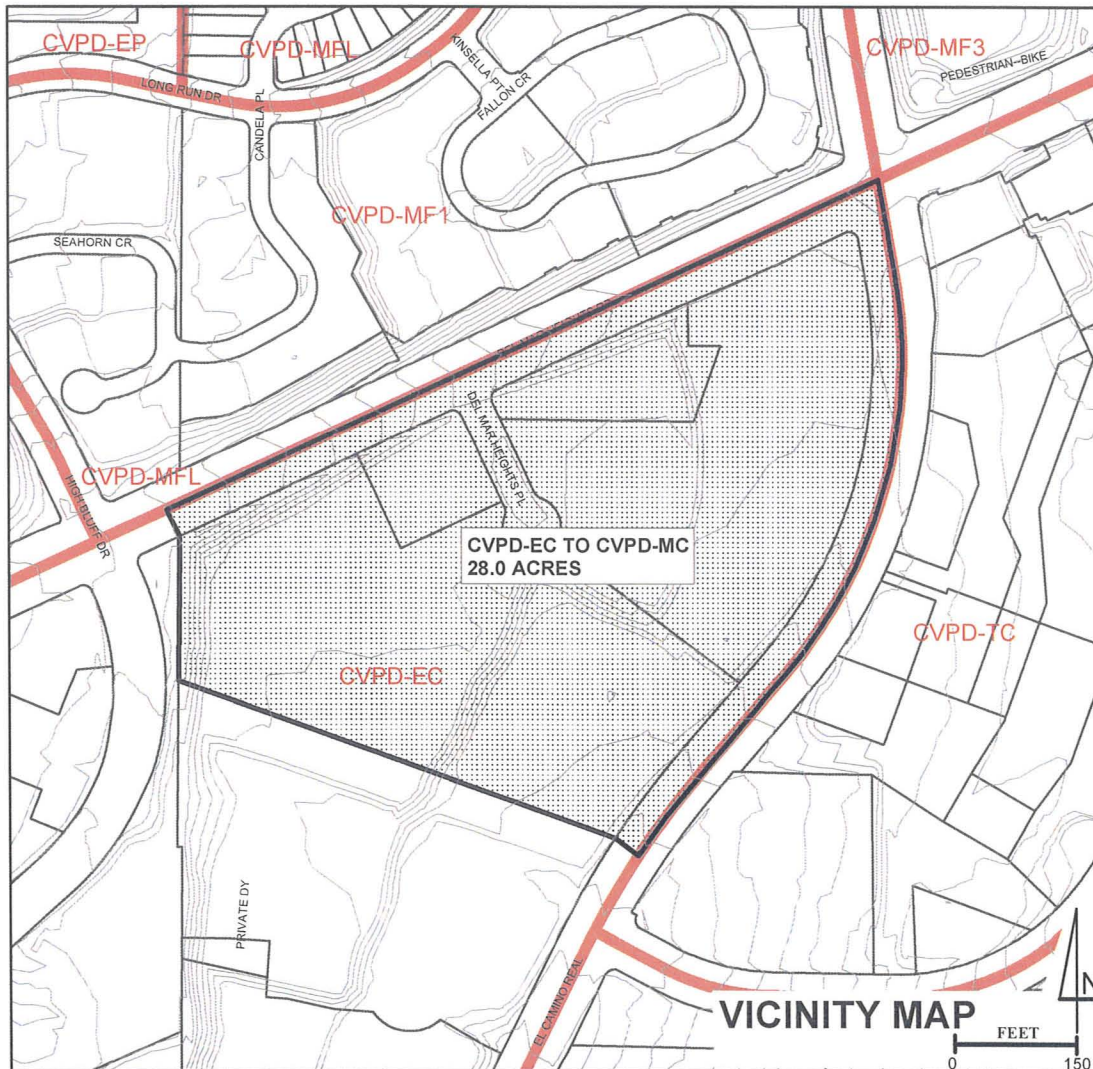 CVPD-EP
CVPD-MFL
CVPD-MF3
KINSELLA PT
FALLON CR
PEDESTRIAN--BIKE
LONG RUN DR
CANDELA PL
CVPD-MF1
SEAHORN CR
DEL MAR HEIGHTS PL
CVPD-MFL
HIGH BLUFF DR
CVPD-EC TO CVPD-MC
28.0 ACRES
CVPD-TC
CVPD-EC
PRIVATE DY
EL CAMINO REAL
N
VICINITY MAP
FEET
0 150